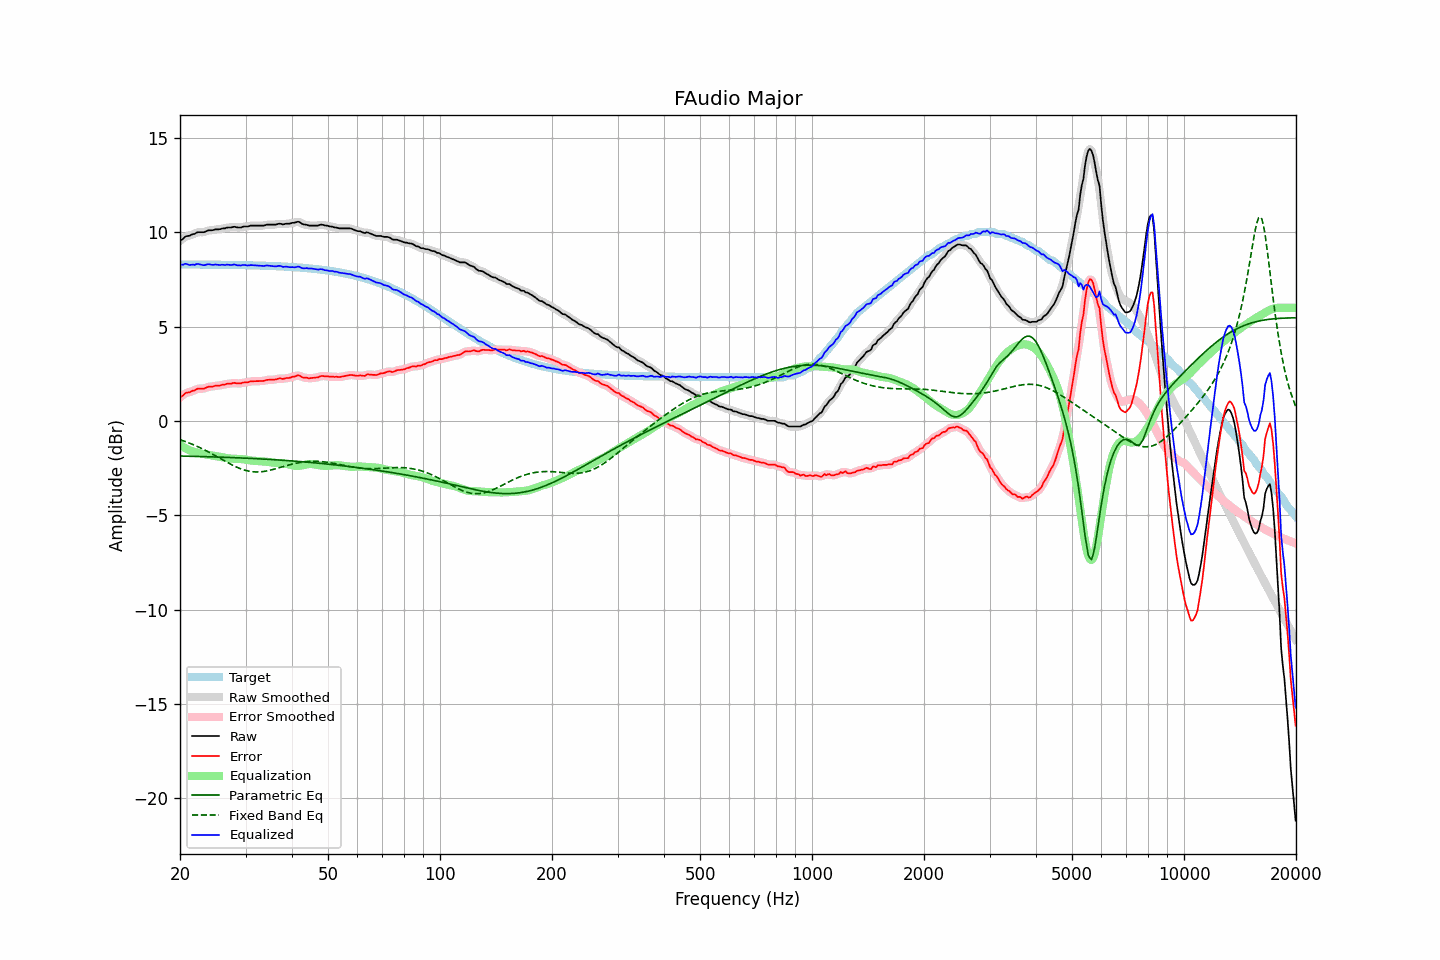 FAudio Major
15
10
5
0
−5
−10
−15
−20
Amplitude (dBr)
Target
Raw Smoothed
Error Smoothed
Raw
Error
Equalization
Parametric Eq
Fixed Band Eq
Equalized
20 50 100 200 500 1000 2000 5000 10000 20000
Frequency (Hz)